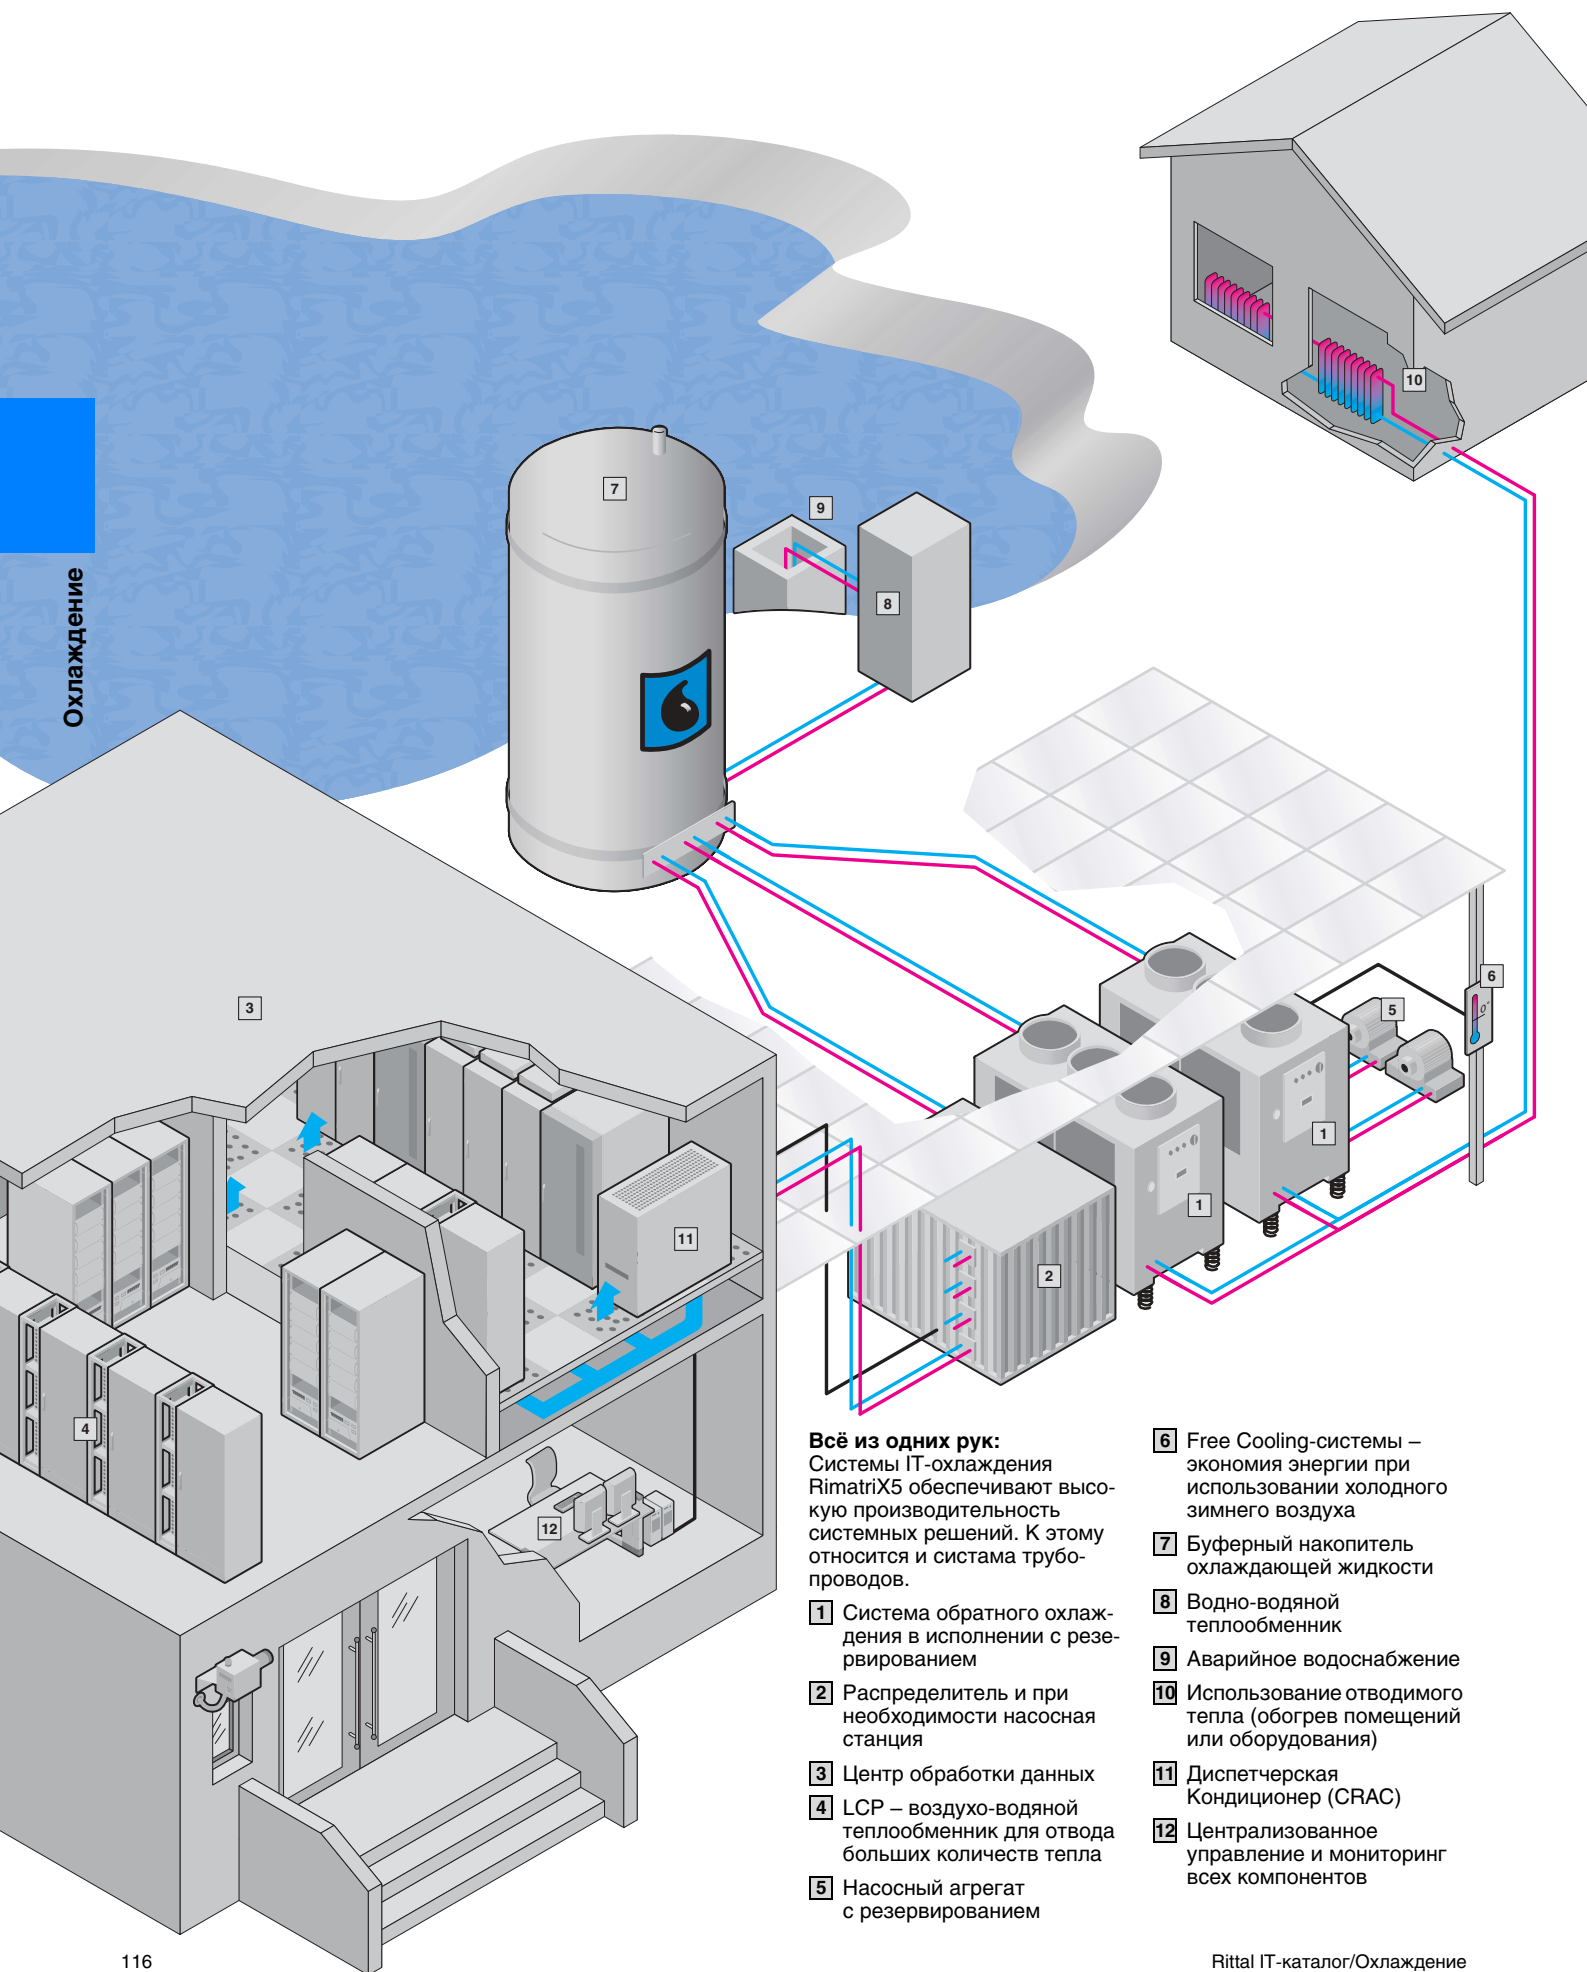 Охлаждение
10
7
9
8
6
5
3
1
1
2
11
4
12
0°
Всё из одних рук:
Системы IT-охлаждения
RimatriX5 обеспечивают высо-
кую производительность
системных решений. К этому
относится и систама трубо-
проводов.
1 Система обратного охлаж-
дения в исполнении с резе-
рвированием
2 Распределитель и при
необходимости насосная
станция
3 Центр обработки данных
4 LCP – воздухо-водяной
теплообменник для отвода
больших количеств тепла
5 Насосный агрегат
с резервированием
6 Free Cooling-системы –
экономия энергии при
использовании холодного
зимнего воздуха
7 Буферный накопитель
охлаждающей жидкости
8 Водно-водяной
теплообменник
9 Аварийное водоснабжение
10 Использование отводимого
тепла (обогрев помещений
или оборудования)
11 Диспетчерская
Кондиционер (CRAC)
12 Централизованное
управление и мониторинг
всех компонентов
116
Rittal IT-каталог/Охлаждение